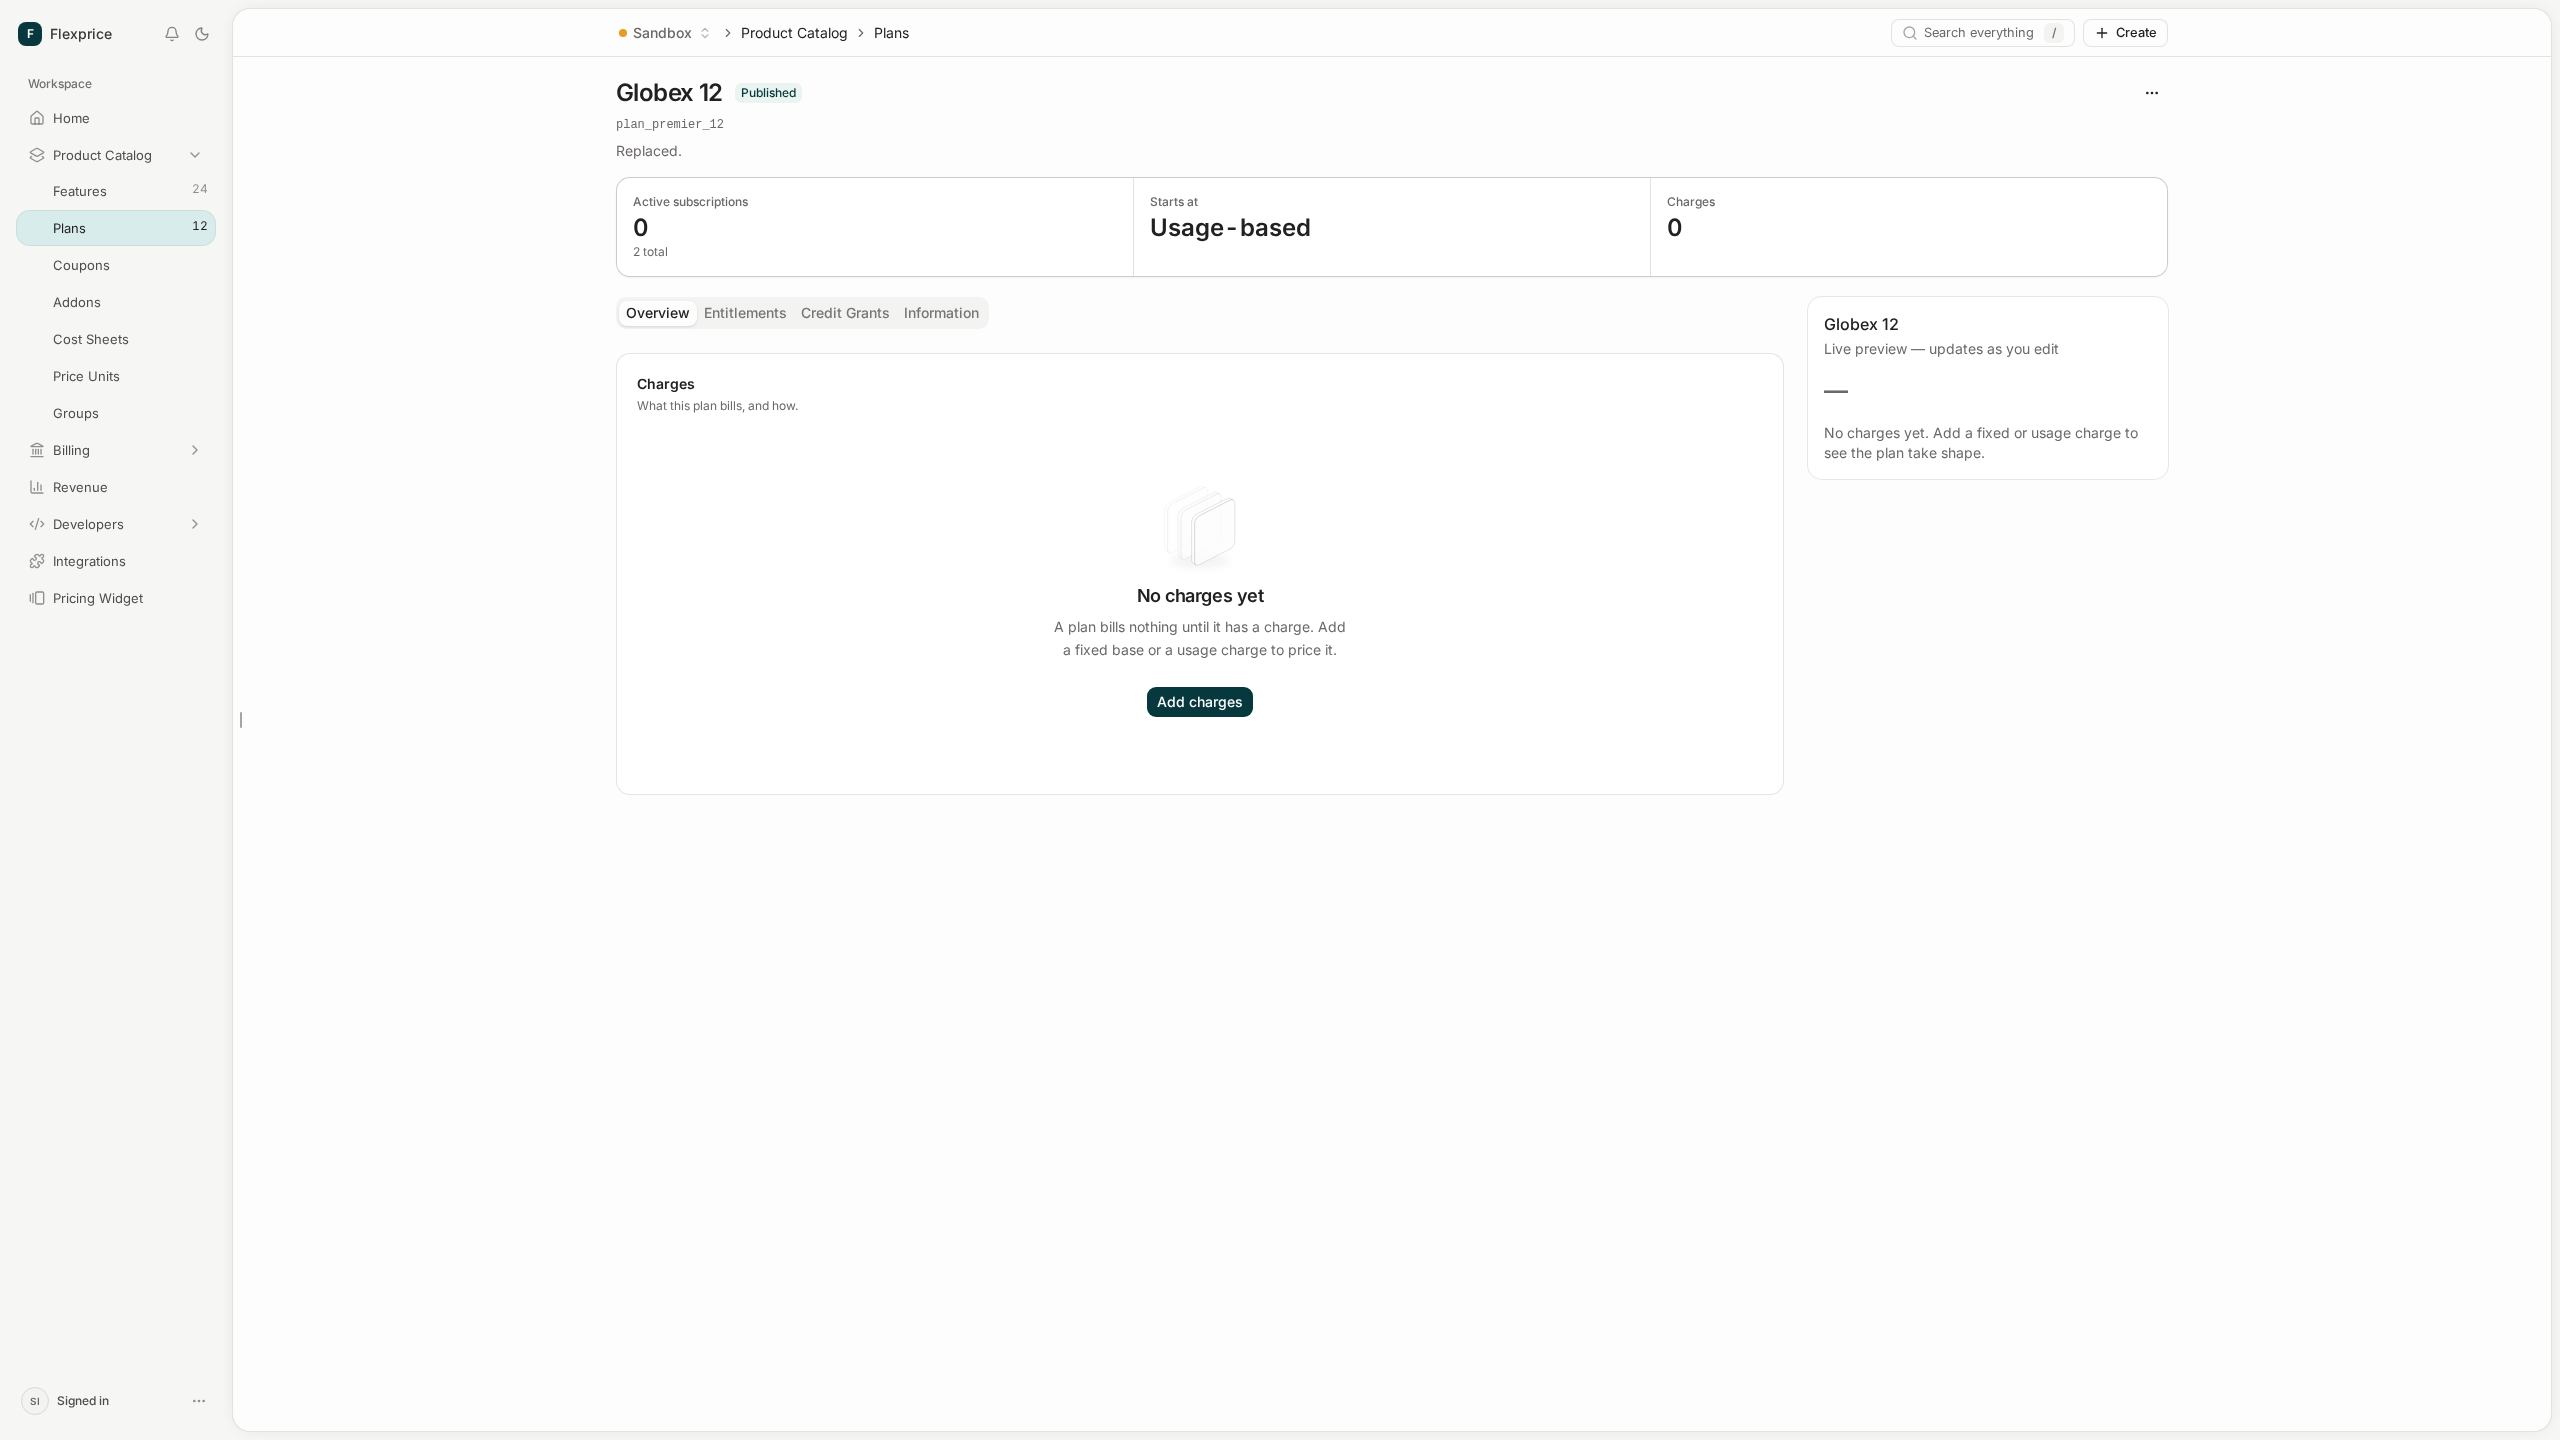 F Flexprice
Workspace
Home
Product Catalog
Features 24
Plans 12
Coupons
Addons
Cost Sheets
Price Units
Groups
Billing
Revenue
Developers
Integrations
Pricing Widget
SI Signed in
Sandbox Product Catalog Plans
Search everything /
Create
Globex 12 Published
plan_premier_12
Replaced.
Active subscriptions
0
2 total
Starts at
Usage-based
Charges
0
Overview Entitlements Credit Grants Information
Charges
What this plan bills, and how.
No charges yet
A plan bills nothing until it has a charge. Add
a fixed base or a usage charge to price it.
Add charges
Globex 12
Live preview — updates as you edit
—
No charges yet. Add a fixed or usage charge to
see the plan take shape.